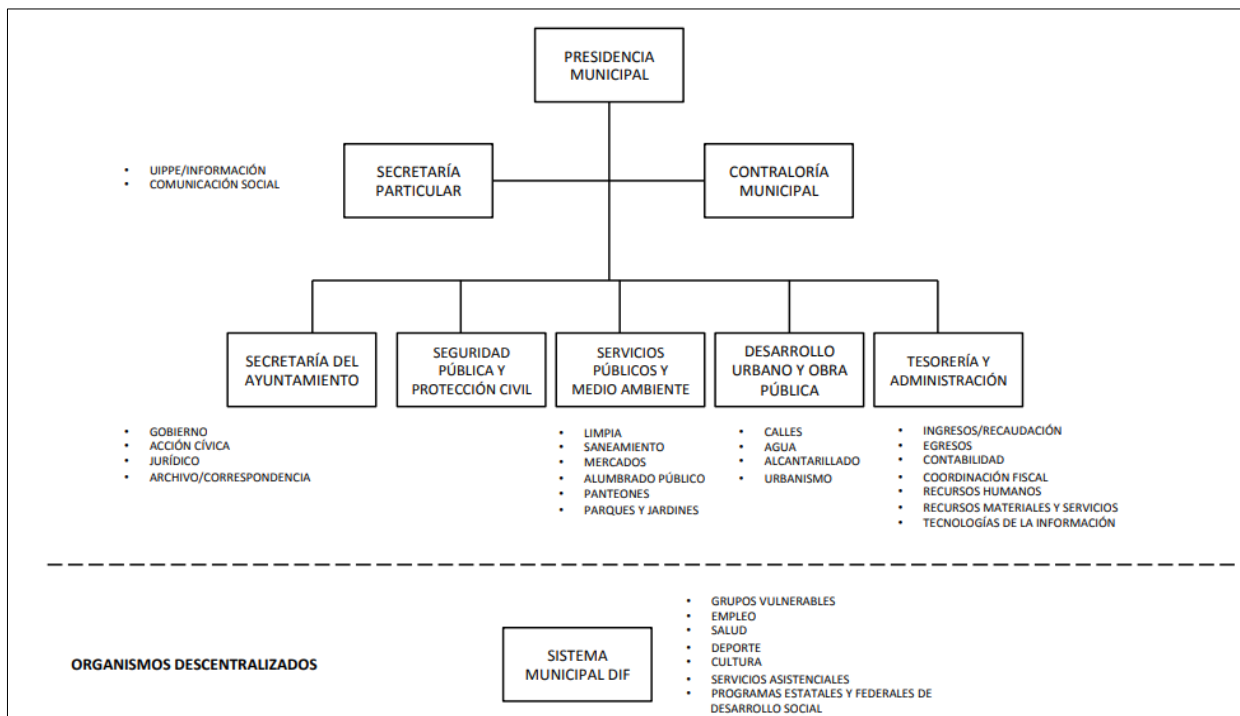 PRESIDENCIA
MUNICIPAL
• UIPPE/INFORMACIÓN
• COMUNICACIÓN SOCIAL
SECRETARÍA
PARTICULAR
CONTRALORÍA
MUNICIPAL
SECRETARÍA DEL
AYUNTAMIENTO
SEGURIDAD
PÚBLICA Y
PROTECCIÓN CIVIL
SERVICIOS
PÚBLICOS Y
MEDIO AMBIENTE
DESARROLLO
URBANO Y OBRA
PÚBLICA
TESORERÍA Y
ADMINISTRACIÓN
• GOBIERNO
• ACCIÓN CÍVICA
• JURÍDICO
• ARCHIVO/CORRESPONDENCIA
• LIMPIA
• SANEAMIENTO
• MERCADOS
• ALUMBRADO PÚBLICO
• PANTEONES
• PARQUES Y JARDINES
• CALLES
• AGUA
• ALCANTARILLADO
• URBANISMO
• INGRESOS/RECAUDACIÓN
• EGRESOS
• CONTABILIDAD
• COORDINACIÓN FISCAL
• RECURSOS HUMANOS
• RECURSOS MATERIALES Y SERVICIOS
• TECNOLOGÍAS DE LA INFORMACIÓN
ORGANISMOS DESCENTRALIZADOS
SISTEMA
MUNICIPAL DIF
• GRUPOS VULNERABLES
• EMPLEO
• SALUD
• DEPORTE
• CULTURA
• SERVICIOS ASISTENCIALES
• PROGRAMAS ESTATALES Y FEDERALES DE
DESARROLLO SOCIAL